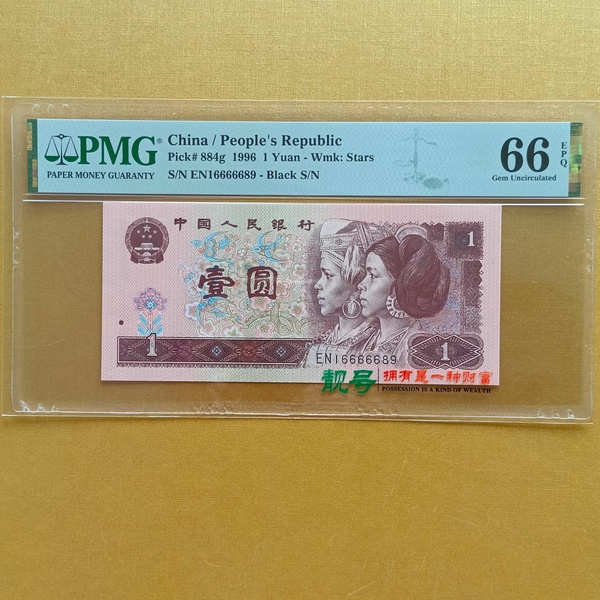 PMG®
PAPER MONEY GUARANTY
China / People's Republic
Pick# 884g 1996 1 Yuan - Wmk: Stars
S/N EN16666689 - Black S/N
66 EPQ
Gem Uncirculated
中国人民银行
壹圆
1
1
1
EN16666689
靓号
拥有是一种财富
POSSESSION IS A KIND OF WEALTH